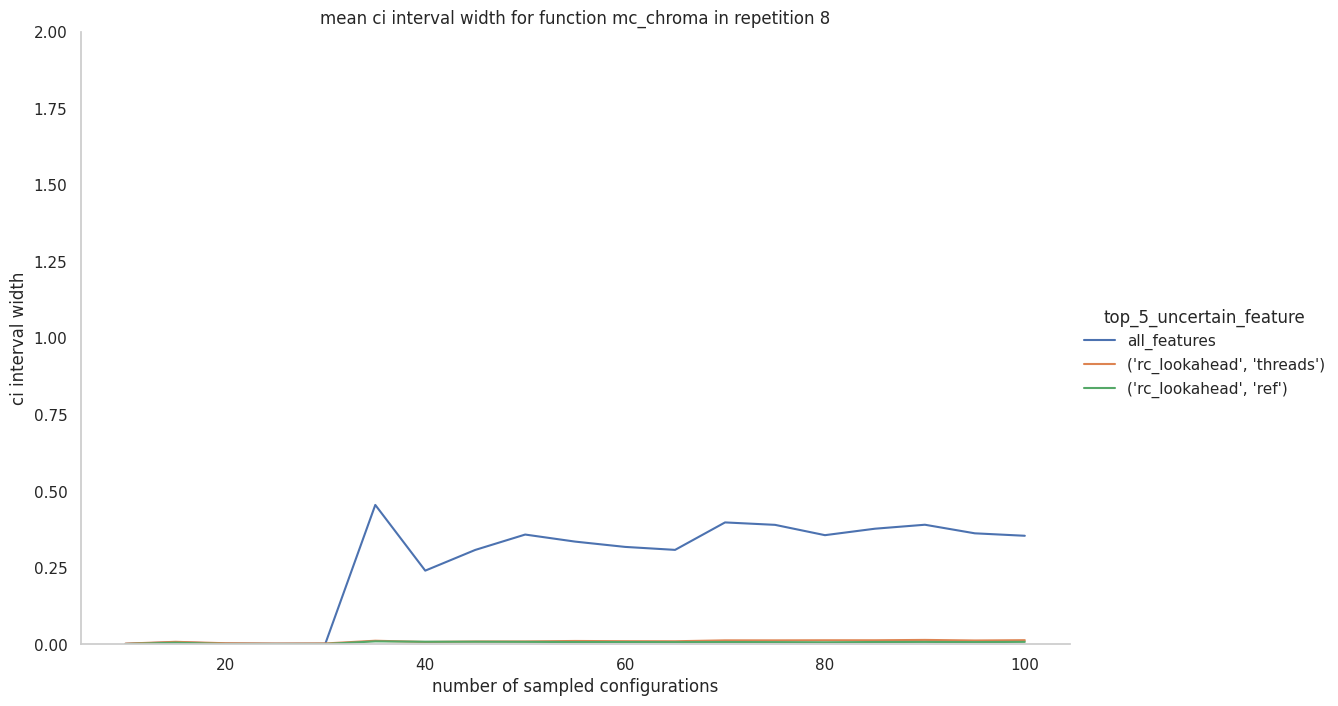 mean ci interval width for function mc_chroma in repetition 8
2.00
1.75
1.50
1.25
1.00
0.75
0.50
0.25
0.00
ci interval width
20
40
60
80
100
number of sampled configurations
top_5_uncertain_feature
all_features
('rc_lookahead', 'threads')
('rc_lookahead', 'ref')